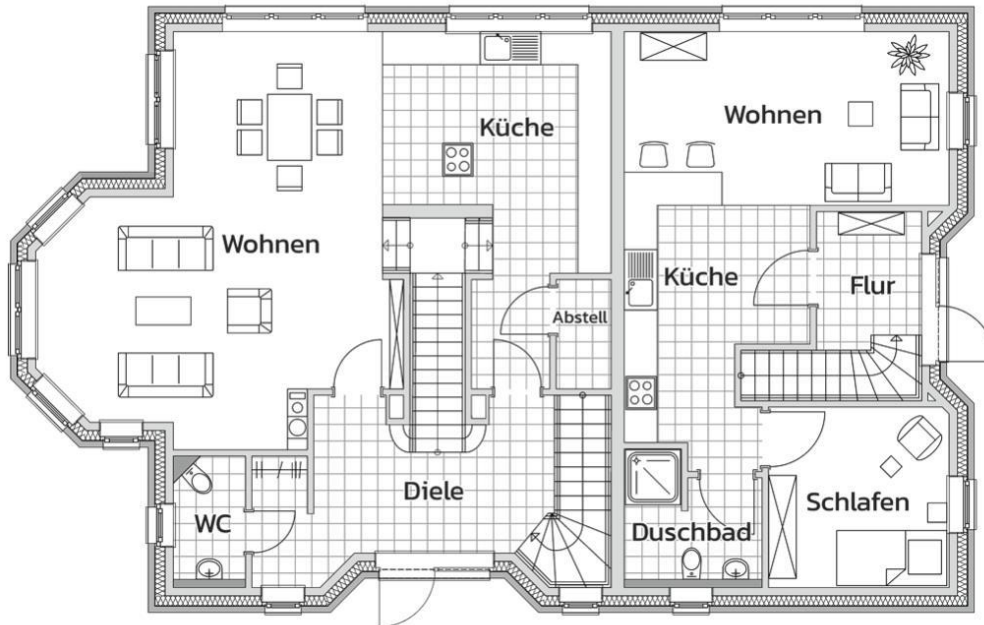 Küche
Wohnen
Wohnen
Küche
Flur
Abstell
Diele
Schlafen
WC
Duschbad